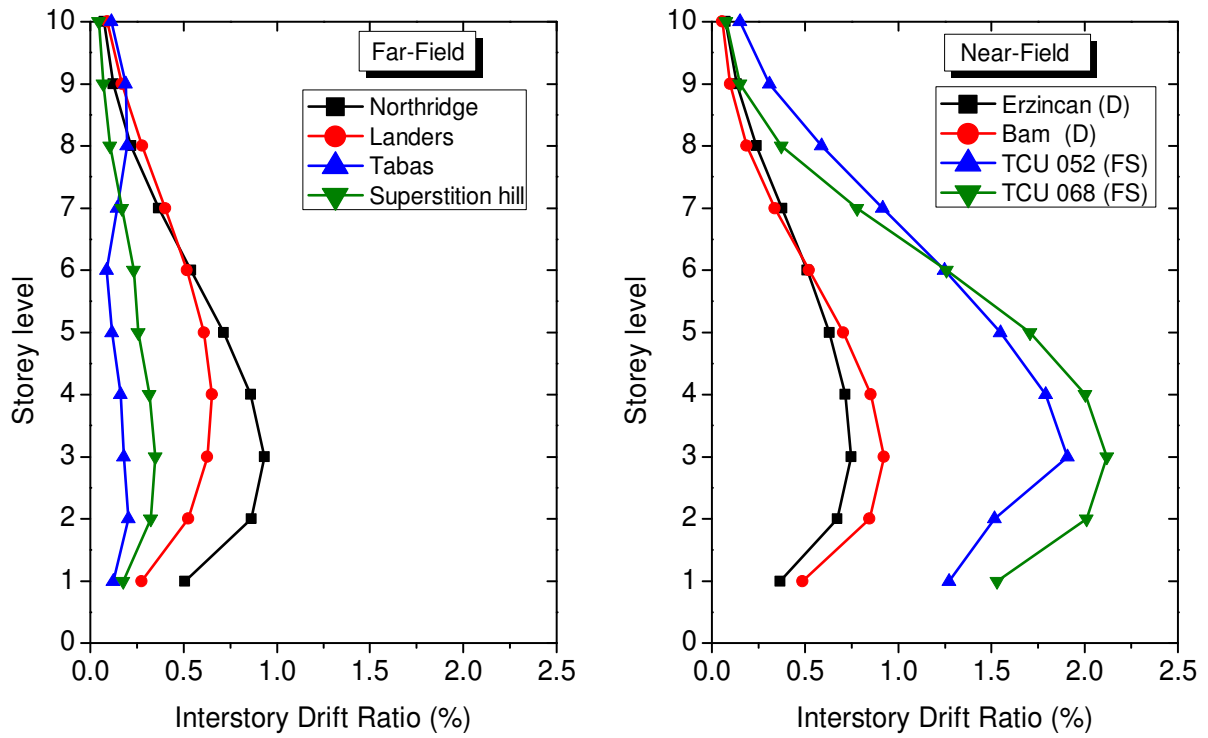 Far-Field
Northridge
Landers
Tabas
Superstition hill
10
9
8
7
6
5
4
3
2
1
0
Storey level
0.0 0.5 1.0 1.5 2.0 2.5
Interstory Drift Ratio (%)
Near-Field
Erzincan (D)
Bam (D)
TCU 052 (FS)
TCU 068 (FS)
10
9
8
7
6
5
4
3
2
1
0
Storey level
0.0 0.5 1.0 1.5 2.0 2.5
Interstory Drift Ratio (%)